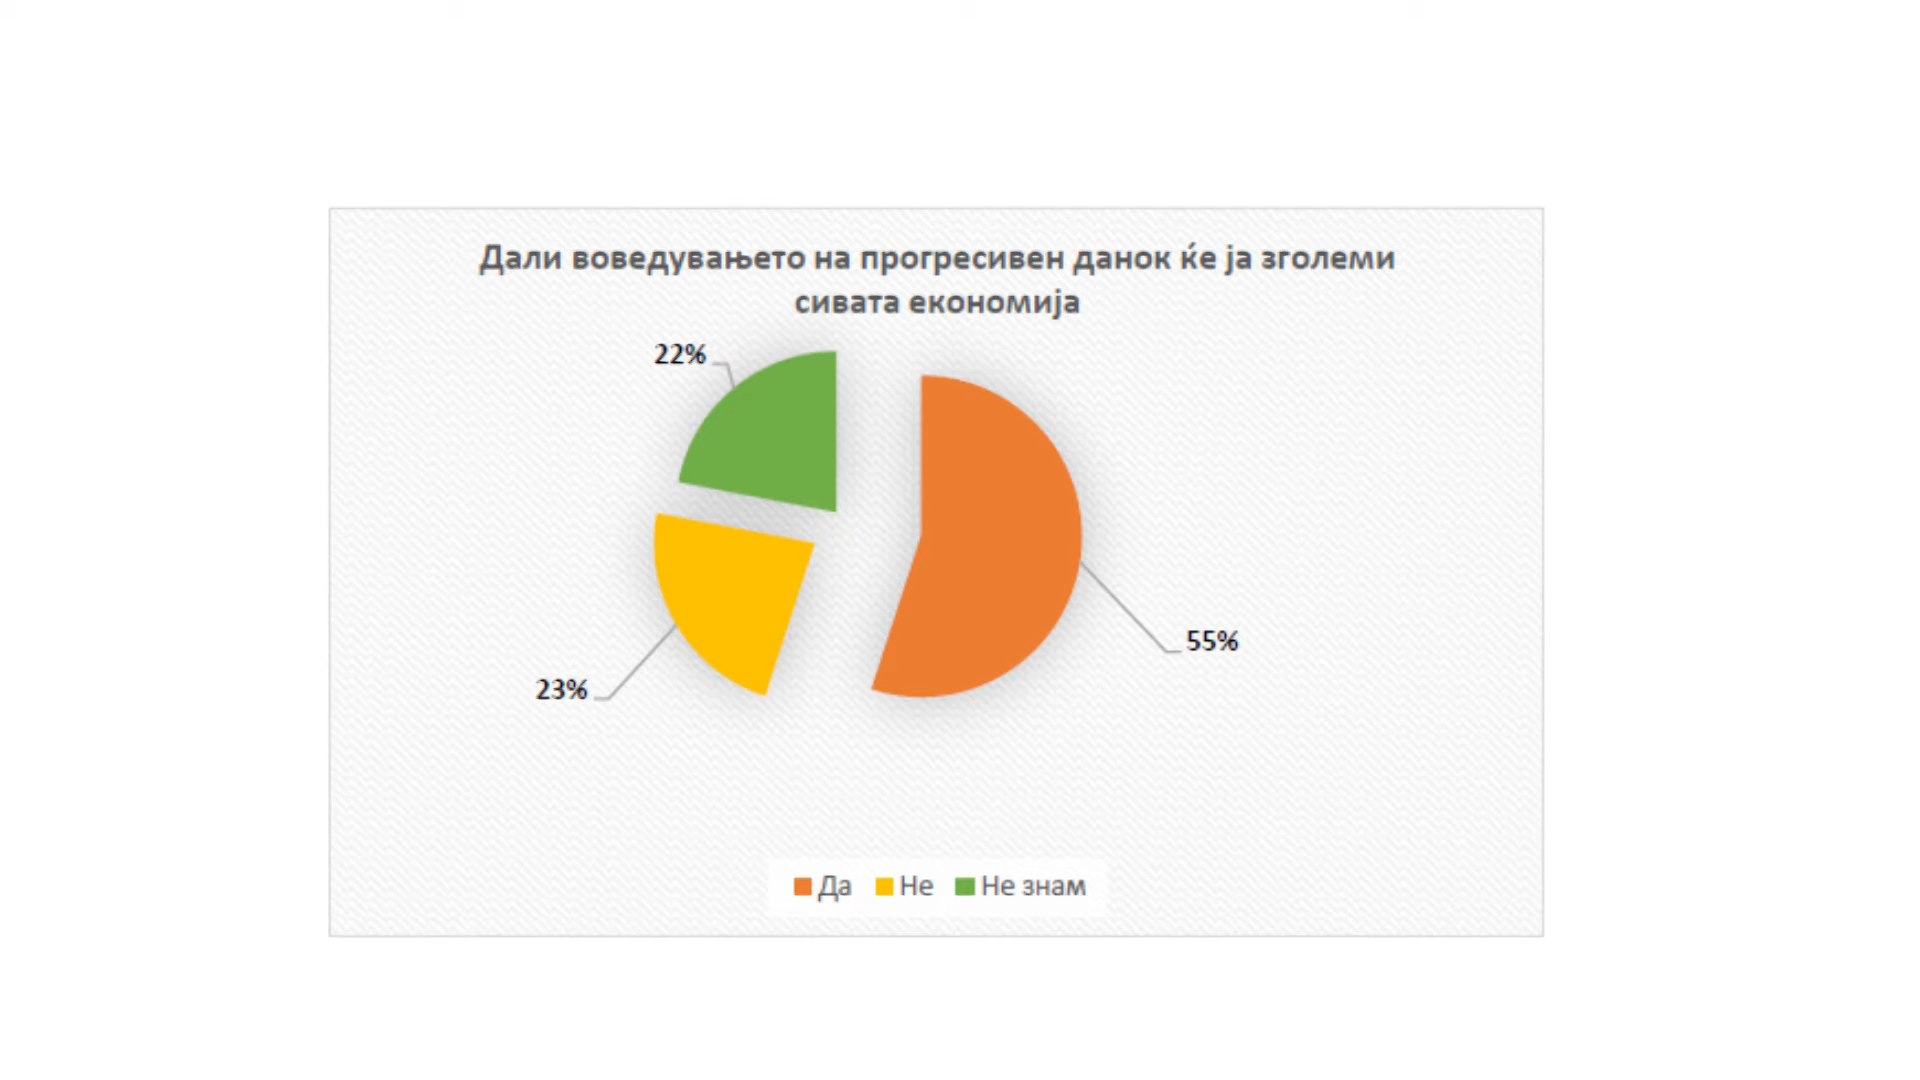 Дали воведувањето на прогресивен данок ќе ја зголеми
сивата економија
22%
55%
23%
Да Не Не знам